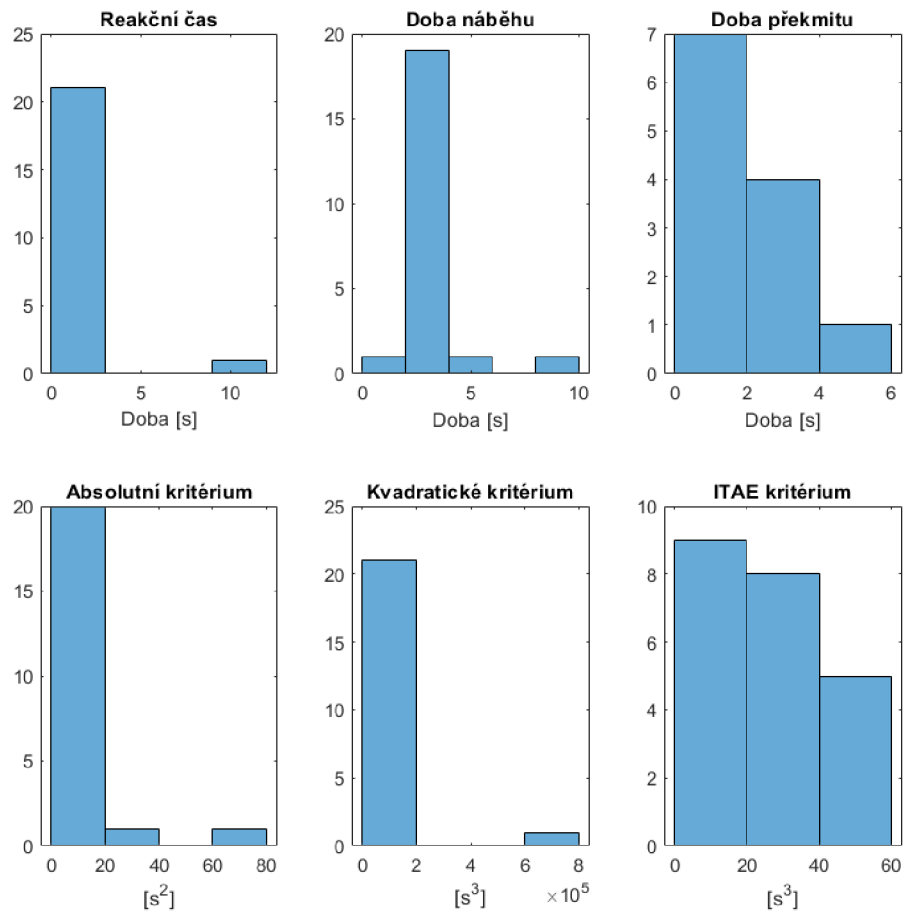 Reakční čas
25
20
15
10
5
0
0 5 10
Doba [s]
Doba náběhu
20
15
10
5
0
0 5 10
Doba [s]
Doba překmitu
7
6
5
4
3
2
1
0
0 2 4 6
Doba [s]
Absolutní kritérium
20
15
10
5
0
0 20 40 60 80
[s²]
Kvadratické kritérium
25
20
15
10
5
0
0 2 4 6 8
[s³] ×10⁵
ITAE kritérium
10
8
6
4
2
0
0 20 40 60
[s³]